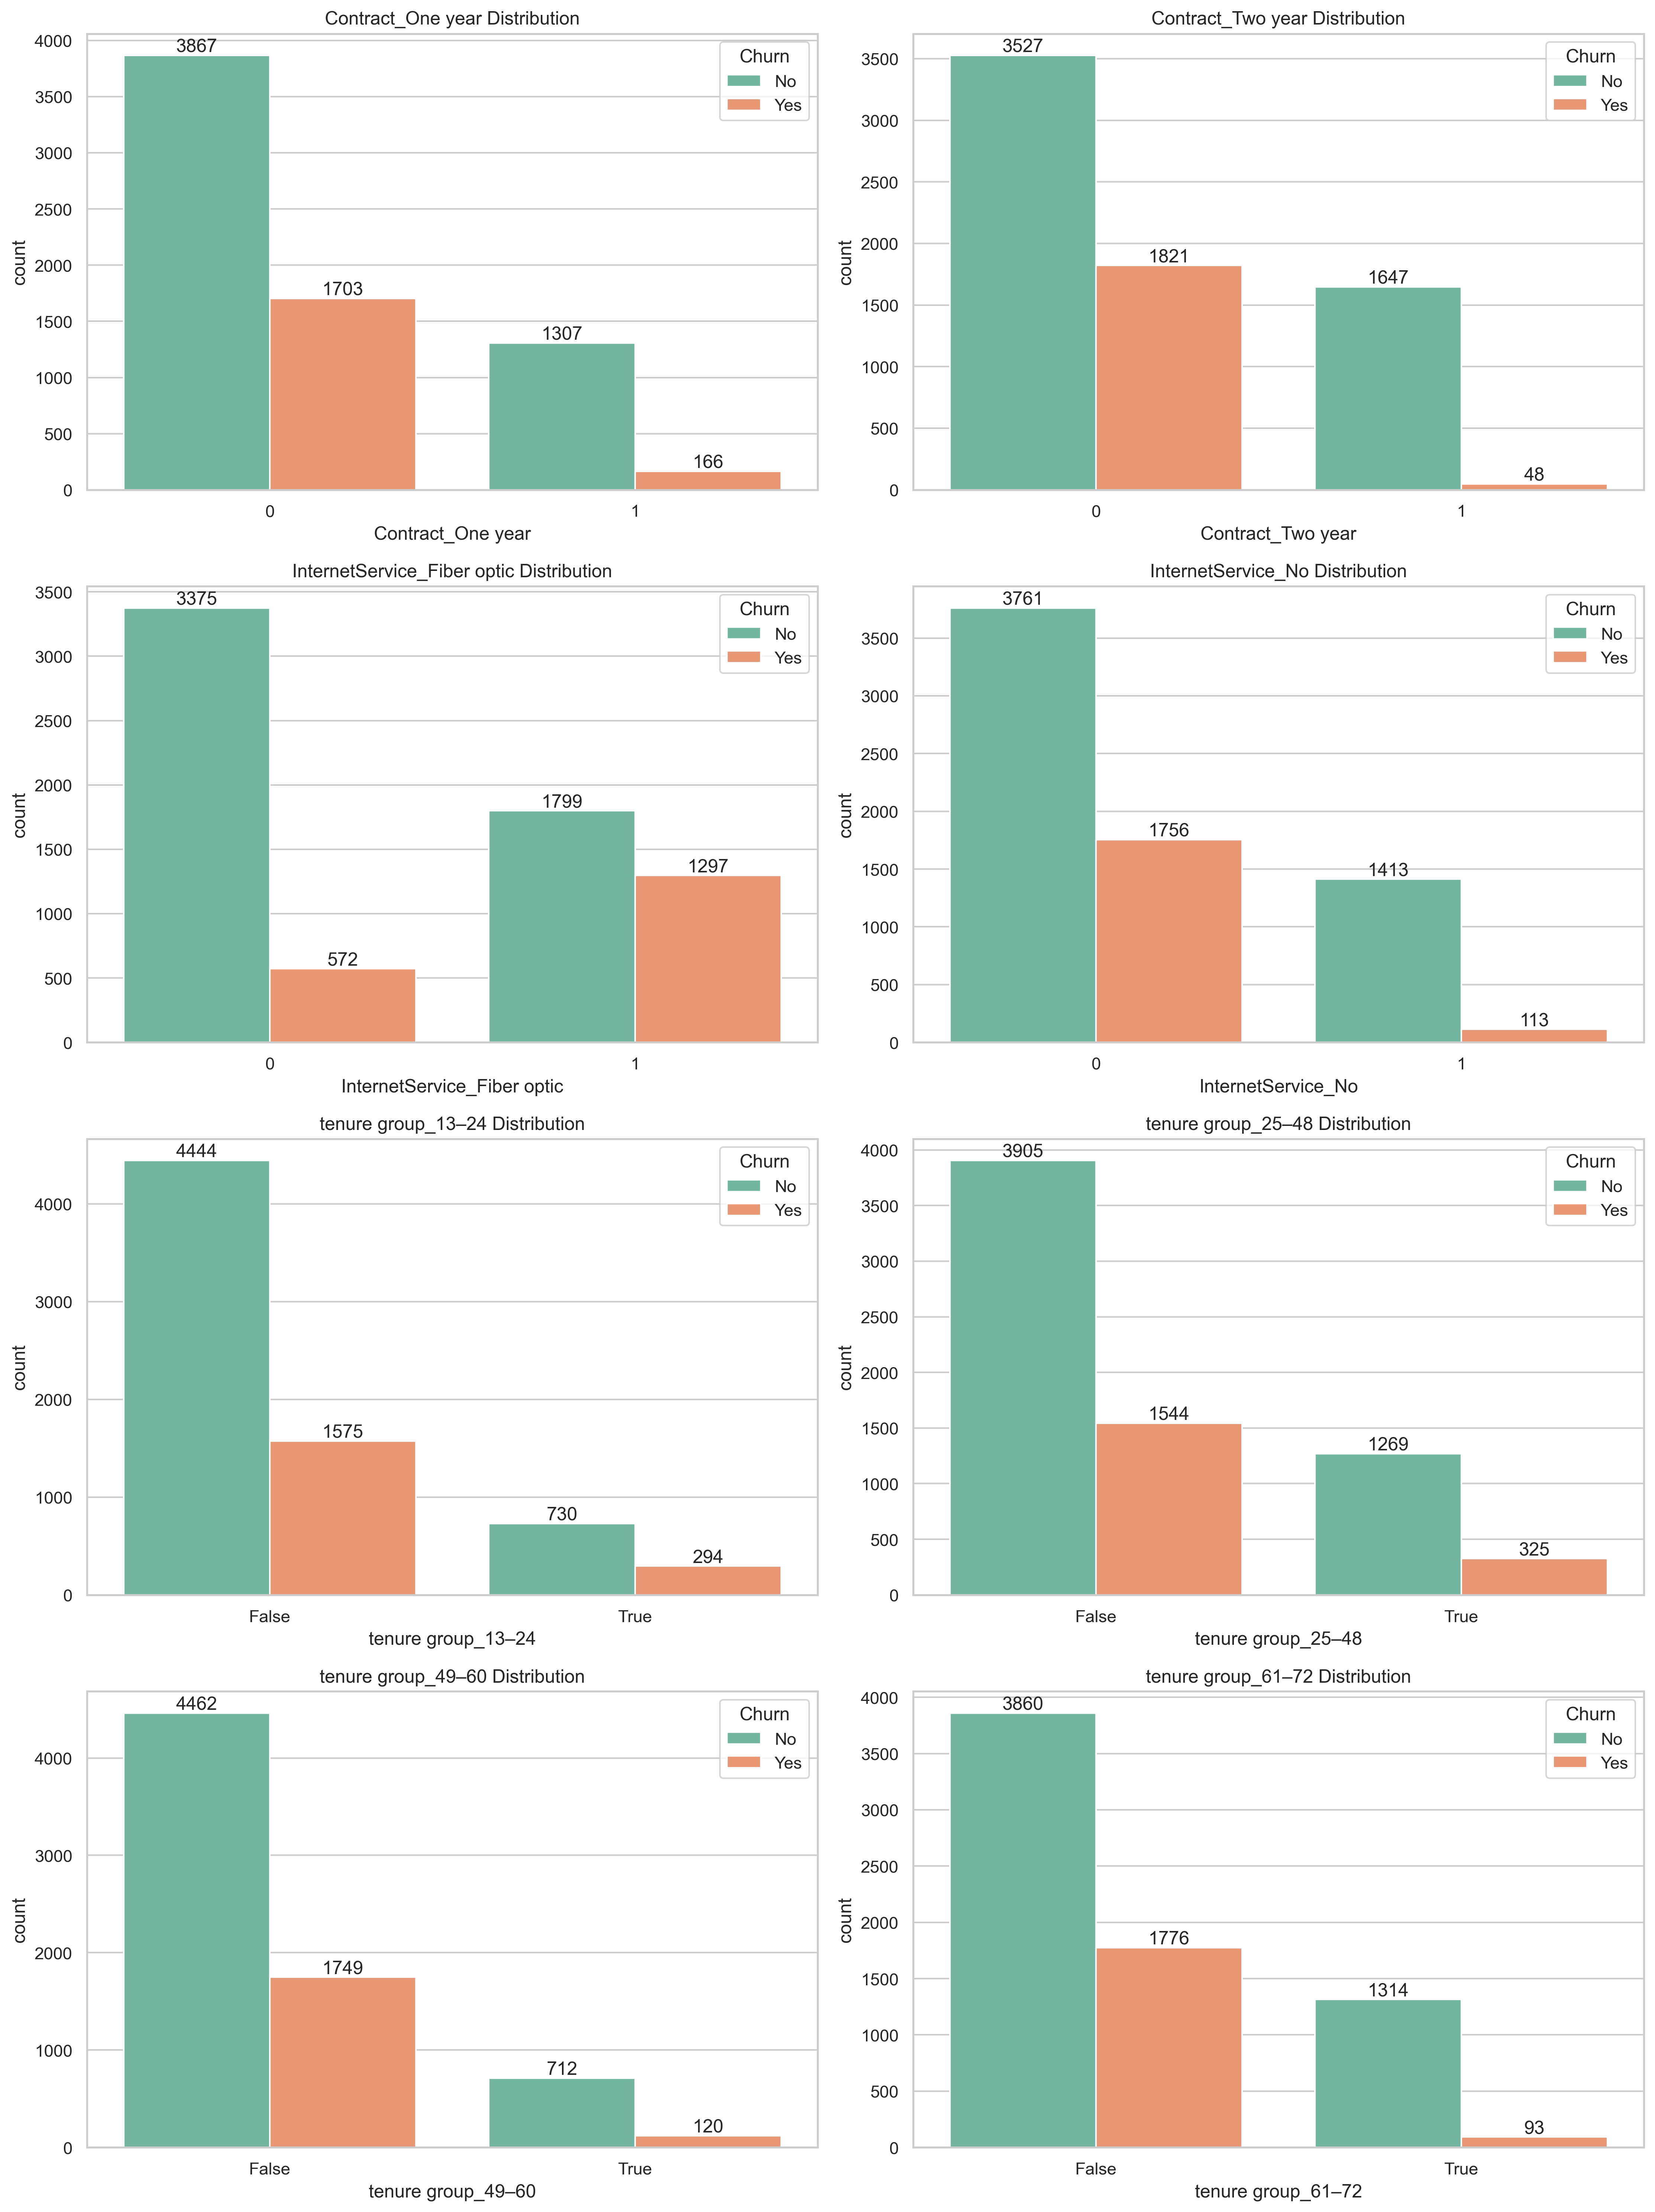 Contract_One year Distribution
4000
3500
3000
2500
2000
1500
1000
500
0
count
3867
1703
1307
166
Churn
No
Yes
0
1
Contract_One year
Contract_Two year Distribution
3500
3000
2500
2000
1500
1000
500
0
count
3527
1821
1647
48
Churn
No
Yes
0
1
Contract_Two year
InternetService_Fiber optic Distribution
3500
3000
2500
2000
1500
1000
500
0
count
3375
572
1799
1297
Churn
No
Yes
0
1
InternetService_Fiber optic
InternetService_No Distribution
3500
3000
2500
2000
1500
1000
500
0
count
3761
1756
1413
113
Churn
No
Yes
0
1
InternetService_No
tenure group_13–24 Distribution
4000
3000
2000
1000
0
count
4444
1575
730
294
Churn
No
Yes
False
True
tenure group_13–24
tenure group_25–48 Distribution
4000
3500
3000
2500
2000
1500
1000
500
0
count
3905
1544
1269
325
Churn
No
Yes
False
True
tenure group_25–48
tenure group_49–60 Distribution
4000
3000
2000
1000
0
count
4462
1749
712
120
Churn
No
Yes
False
True
tenure group_49–60
tenure group_61–72 Distribution
4000
3500
3000
2500
2000
1500
1000
500
0
count
3860
1776
1314
93
Churn
No
Yes
False
True
tenure group_61–72